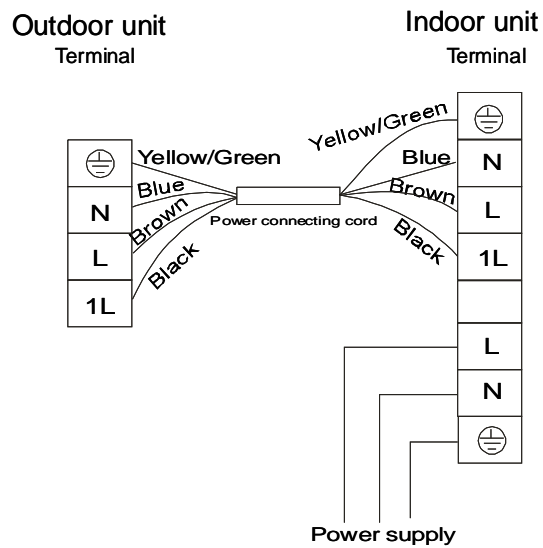 Outdoor unit
Terminal
Indoor unit
Terminal
Yellow/Green
N
Blue
L
Brown
1L
Black
Power connecting cord
Yellow/Green
Blue
N
Brown
L
Black
1L
L
N
Power supply